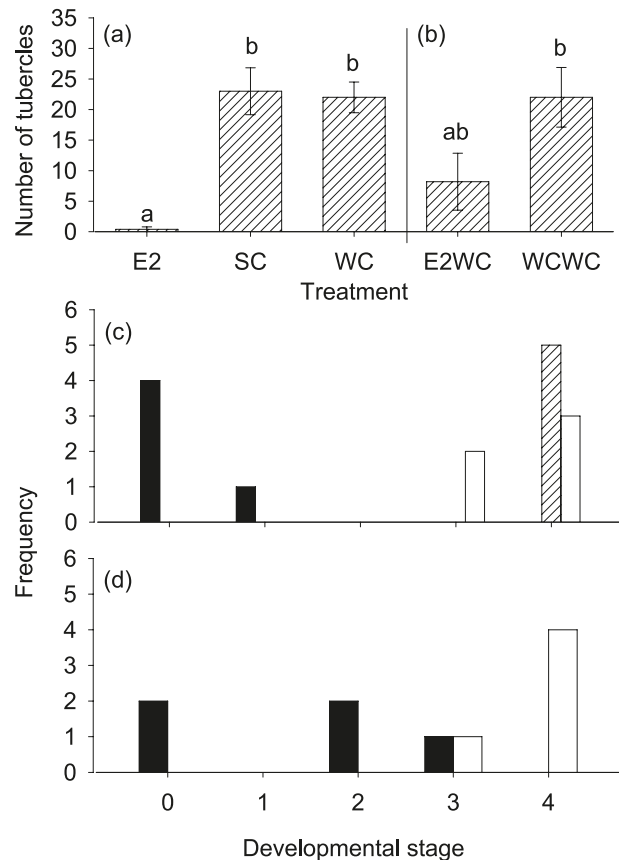 (a)
(b)
Number of tubercles
35
30
25
20
15
10
5
0
a
b
b
ab
b
E2 SC WC E2WC WCWC
Treatment
(c)
6
5
4
3
2
1
0
Frequency
(d)
6
5
4
3
2
1
0
0 1 2 3 4
Developmental stage